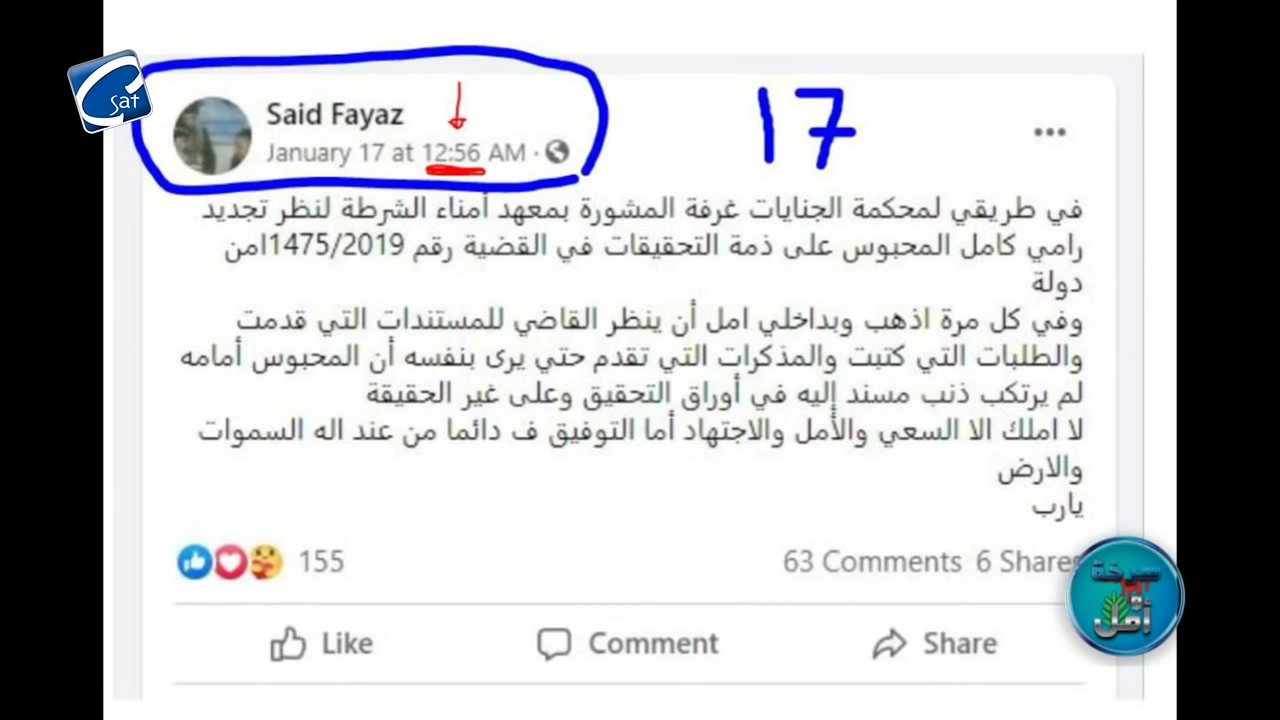 Sat
Said Fayaz
January 17 at 12:56 AM
17
في طريقي لمحكمة الجنايات غرفة المشورة بمعهد أمناء الشرطة لنظر تجديد
رامي كامل المحبوس على ذمة التحقيقات في القضية رقم 1475/2019امن
دولة
وفي كل مرة اذهب وبداخلي امل أن ينظر القاضي للمستندات التي قدمت
والطلبات التي كتبت والمذكرات التي تقدم حتي يرى بنفسه أن المحبوس أمامه
لم يرتكب ذنب مسند إليه في أوراق التحقيق وعلى غير الحقيقة
لا املك الا السعي والأمل والاجتهاد أما التوفيق ف دائما من عند اله السموات
والارض
يارب
155
63 Comments 6 Shares
Like Comment Share
صرخة
أمل